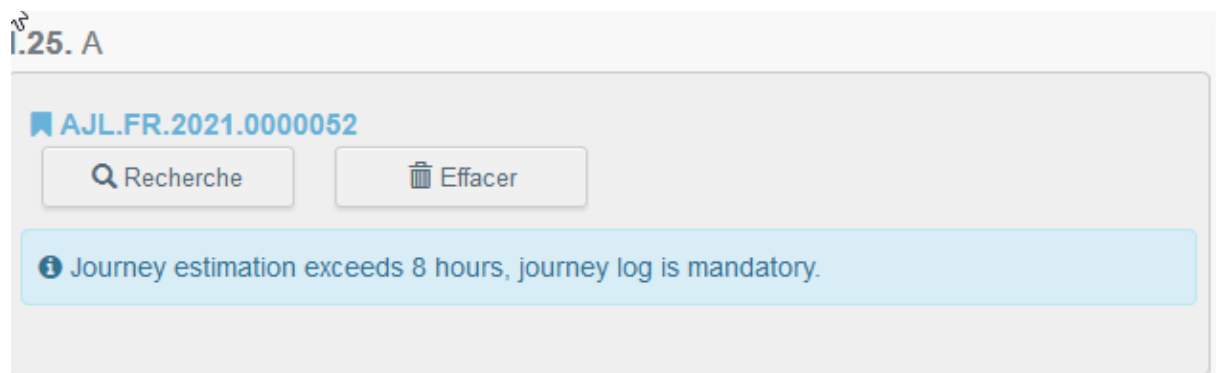 I.25. A
AJL.FR.2021.0000052
Recherche
Effacer
Journey estimation exceeds 8 hours, journey log is mandatory.